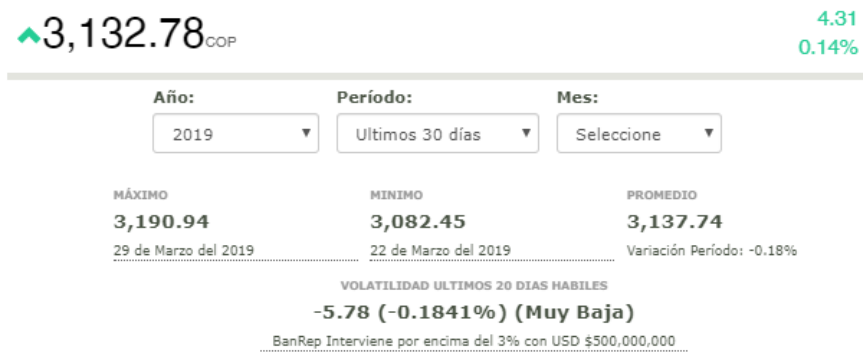 3,132.78 COP
4.31
0.14%
Año: Período: Mes:
2019 Ultimos 30 días Seleccione
MÁXIMO MINIMO PROMEDIO
3,190.94 3,082.45 3,137.74
29 de Marzo del 2019 22 de Marzo del 2019 Variación Período: -0.18%
VOLATILIDAD ULTIMOS 20 DIAS HABILES
-5.78 (-0.1841%) (Muy Baja)
BanRep Interviene por encima del 3% con USD $500,000,000